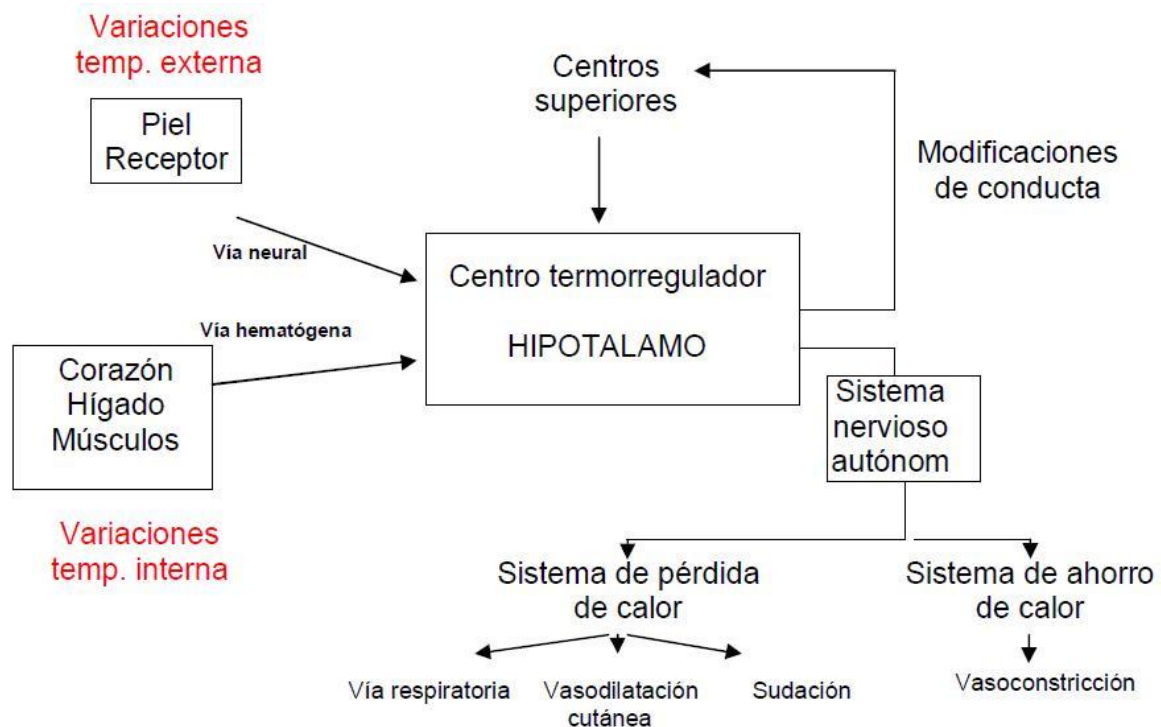 Variaciones
temp. externa
Piel
Receptor
Vía neural
Vía hematógena
Corazón
Hígado
Músculos
Variaciones
temp. interna
Centros
superiores
Modificaciones
de conducta
Centro termorregulador
HIPOTALAMO
Sistema
nervioso
autónom
Sistema de pérdida
de calor
Sistema de ahorro
de calor
Vía respiratoria
Vasodilatación
cutánea
Sudación
Vasoconstricción